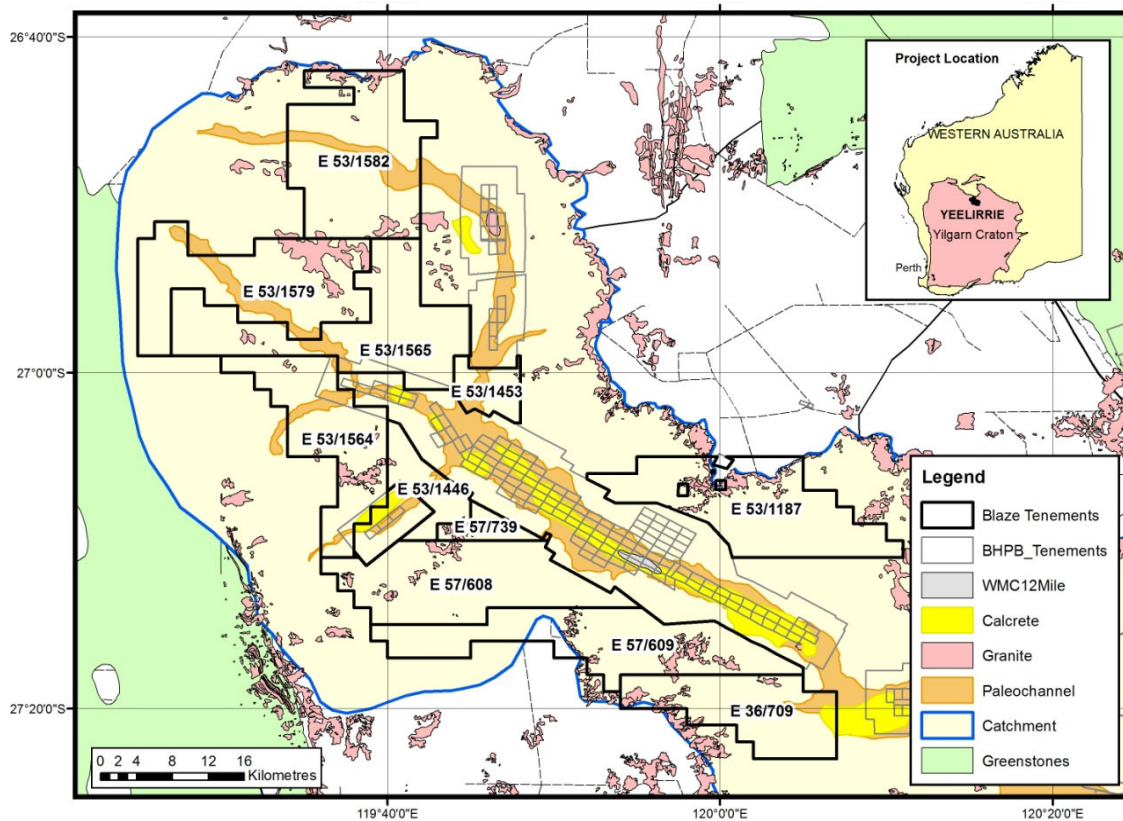 26°40'0"S
27°0'0"S
27°20'0"S
E 53/1582
E 53/1579
E 53/1565
E 53/1453
E 53/1564
E 53/1446
E 57/739
E 53/1187
E 57/608
E 57/609
E 36/709
Project Location
WESTERN AUSTRALIA
YEELIRRIE
Yilgarn Craton
Perth
Legend
Blaze Tenements
BHPB_Tenements
WMC12Mile
Calcrete
Granite
Paleochannel
Catchment
Greenstones
0 2 4 8 12 16
Kilometres
119°40'0"E
120°0'0"E
120°20'0"E